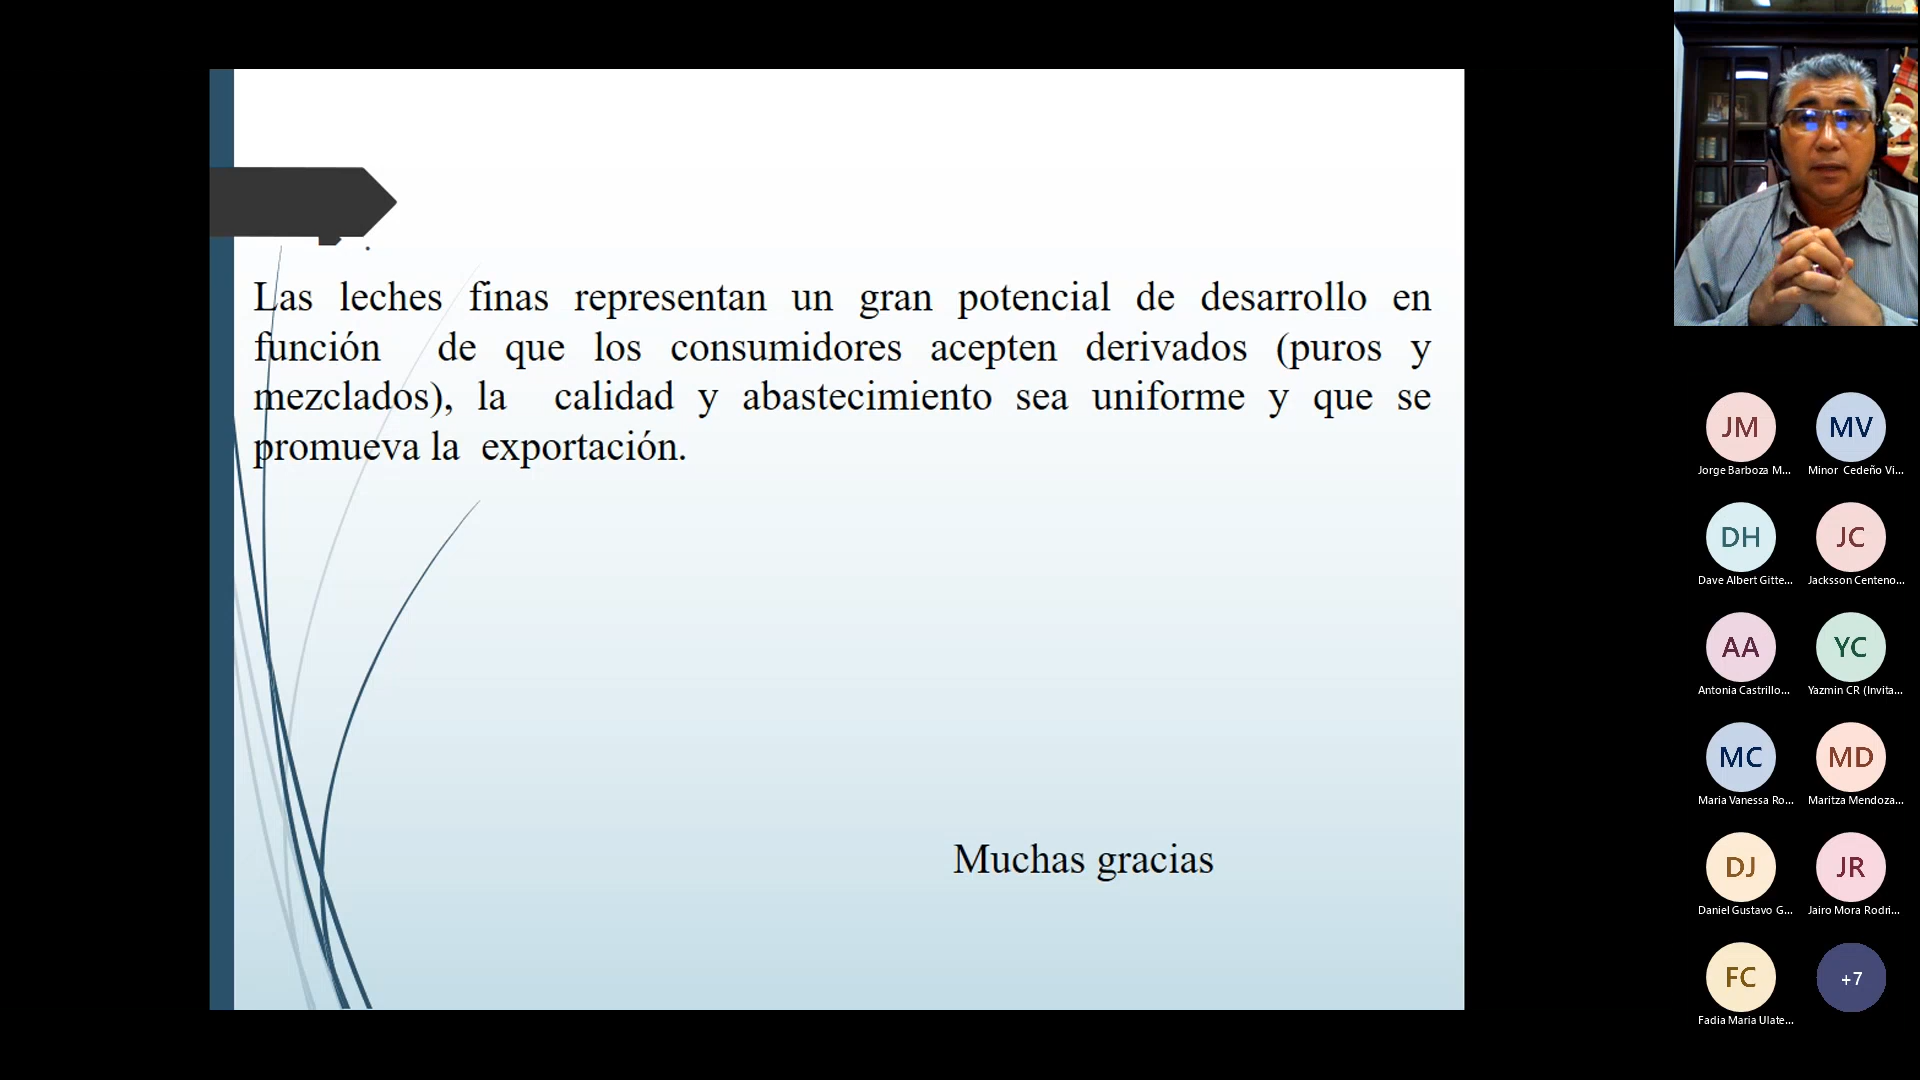 Las leches finas representan un gran potencial de desarrollo en
función de que los consumidores acepten derivados (puros y
mezclados), la calidad y abastecimiento sea uniforme y que se
promueva la exportación.
Muchas gracias
JM
MV
Jorge Barboza M...
Minor Cedeño Vi...
DH
JC
Dave Albert Gitte...
Jacksson Centeno...
AA
YC
Antonia Castrillo...
Yazmin CR (Invita...
MC
MD
Maria Vanessa Ro...
Maritza Mendoza...
DJ
JR
Daniel Gustavo G...
Jairo Mora Rodri...
FC
+7
Fadia Maria Ulate...